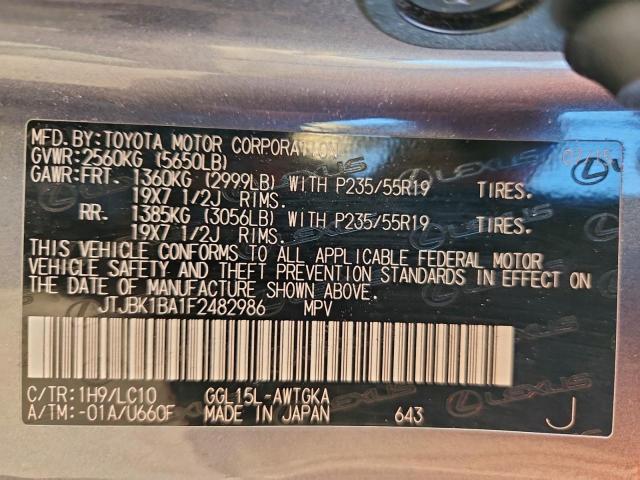 MFD.BY:TOYOTA MOTOR CORPORATION 07/15
GVWR:2560KG (5650LB)
GAWR:FRT. 1360KG (2999LB) WITH P235/55R19 TIRES.
19X7 1/2J RIMS.
RR. 1385KG (3056LB) WITH P235/55R19 TIRES.
19X7 1/2J RIMS.
THIS VEHICLE CONFORMS TO ALL APPLICABLE FEDERAL MOTOR
VEHICLE SAFETY AND THEFT PREVENTION STANDARDS IN EFFECT ON
THE DATE OF MANUFACTURE SHOWN ABOVE.
JTJBK1BA1F2482986 MPV
C/TR:1H9/LC10 GGL15L-AWTGKA
A/TM:-01A/U660F MADE IN JAPAN 643 J
LEXUS